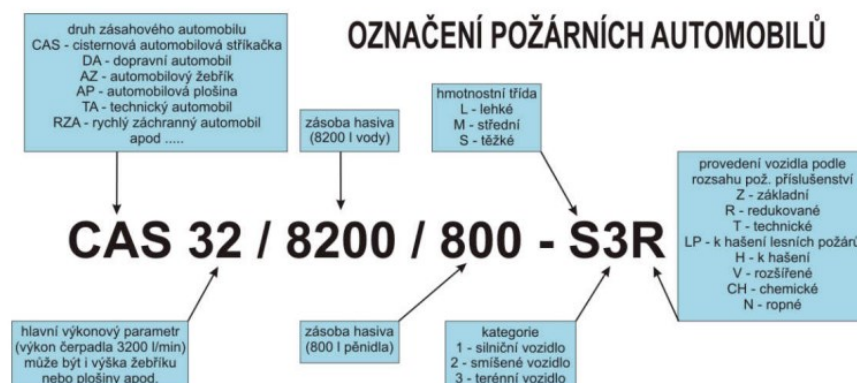 druh zásahového automobilu
CAS - cisternová automobilová stříkačka
DA - dopravní automobil
AZ - automobilový žebřík
AP - automobilová plošina
TA - technický automobil
RZA - rychlý záchranný automobil
apod .....
OZNAČENÍ POŽÁRNÍCH AUTOMOBILŮ
zásoba hasiva
(8200 l vody)
hmotnostní třída
L - lehké
M - střední
S - těžké
provedení vozidla podle
rozsahu pož. příslušenství
Z - základní
R - redukované
T - technické
LP - k hašení lesních požárů
H - k hašení
V - rozšířené
CH - chemické
N - ropné
CAS 32 / 8200 / 800 - S3R
hlavní výkonový parametr
(výkon čerpadla 3200 l/min)
může být i výška žebříku
nebo plošiny apod.
zásoba hasiva
(800 l pěnidla)
kategorie
1 - silniční vozidlo
2 - smíšené vozidlo
3 - terénní vozidlo